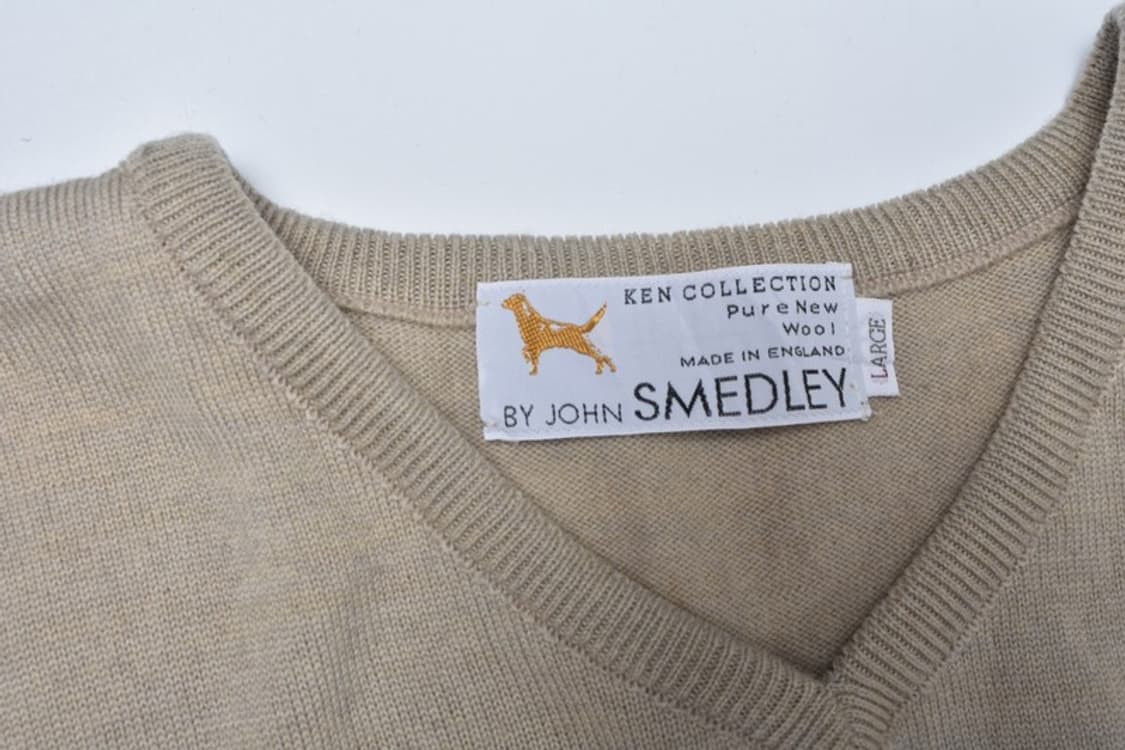 KEN COLLECTION
Pure New
Wool
MADE IN ENGLAND
BY JOHN SMEDLEY
LARGE